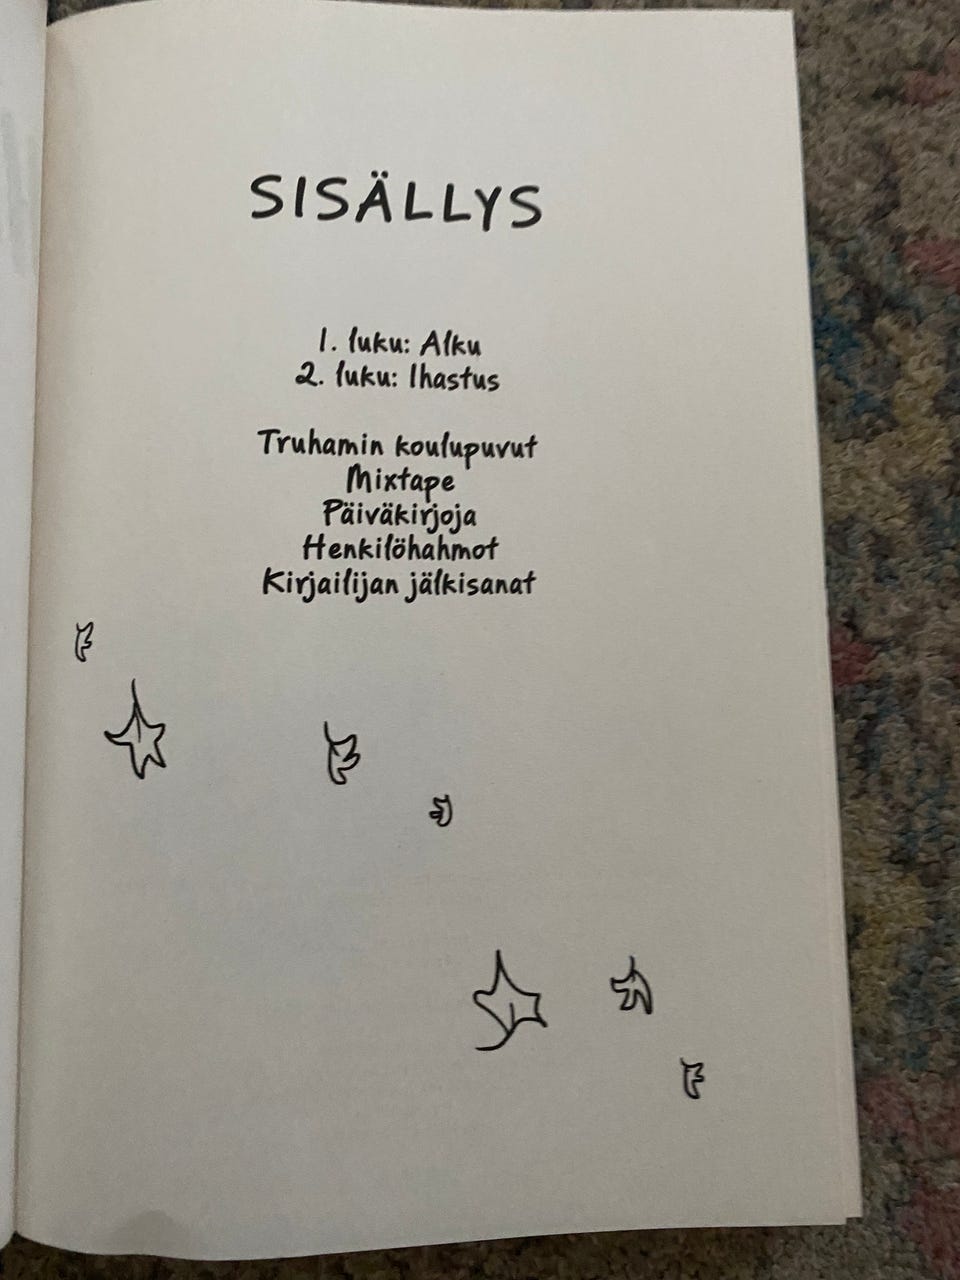 SISÄLLYS
1. luku: Alku
2. luku: Ihastus
Truhamin koulupuvut
Mixtape
Päiväkirjoja
Henkilöhahmot
Kirjailijan jälkisanat